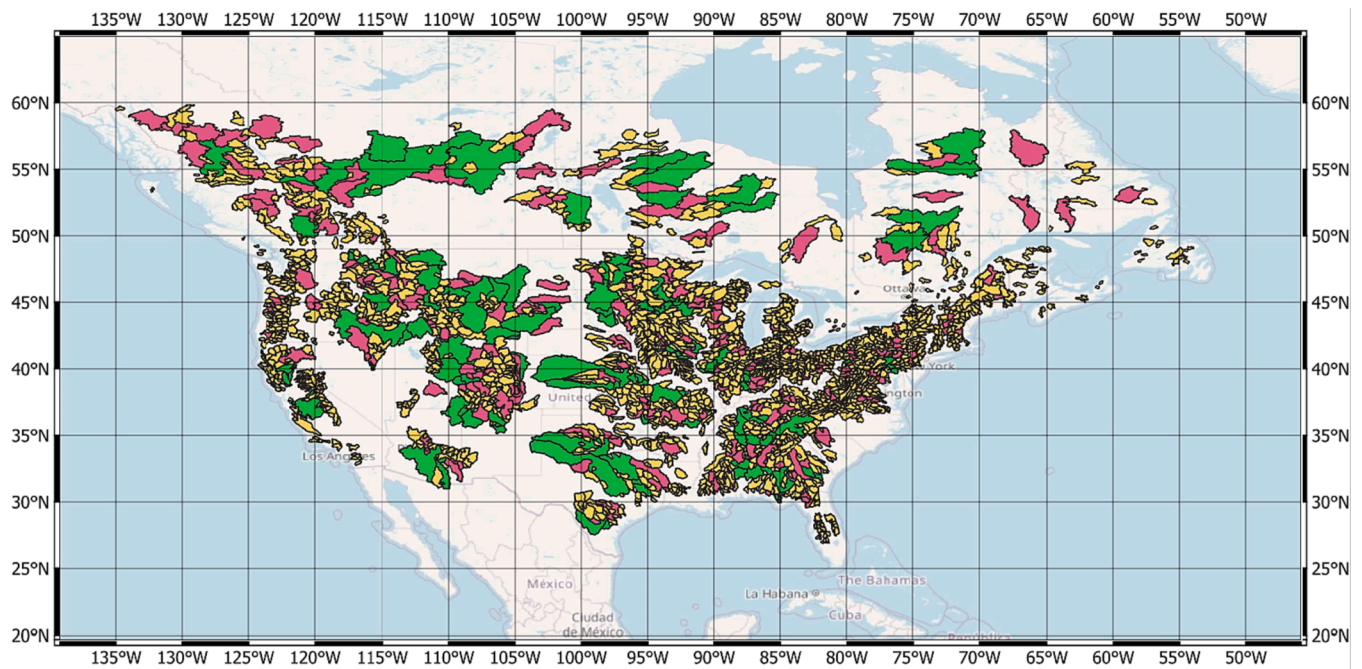 135°W 130°W 125°W 120°W 115°W 110°W 105°W 100°W 95°W 90°W 85°W 80°W 75°W 70°W 65°W 60°W 55°W 50°W
60°N 60°N
55°N 55°N
50°N 50°N
Ottawa
45°N 45°N
40°N 40°N
United
35°N 35°N
Los Angeles
30°N 30°N
25°N 25°N
México
The Bahamas
La Habana
Cuba
Ciudad
de México
20°N 20°N
135°W 130°W 125°W 120°W 115°W 110°W 105°W 100°W 95°W 90°W 85°W 80°W 75°W 70°W 65°W 60°W 55°W 50°W